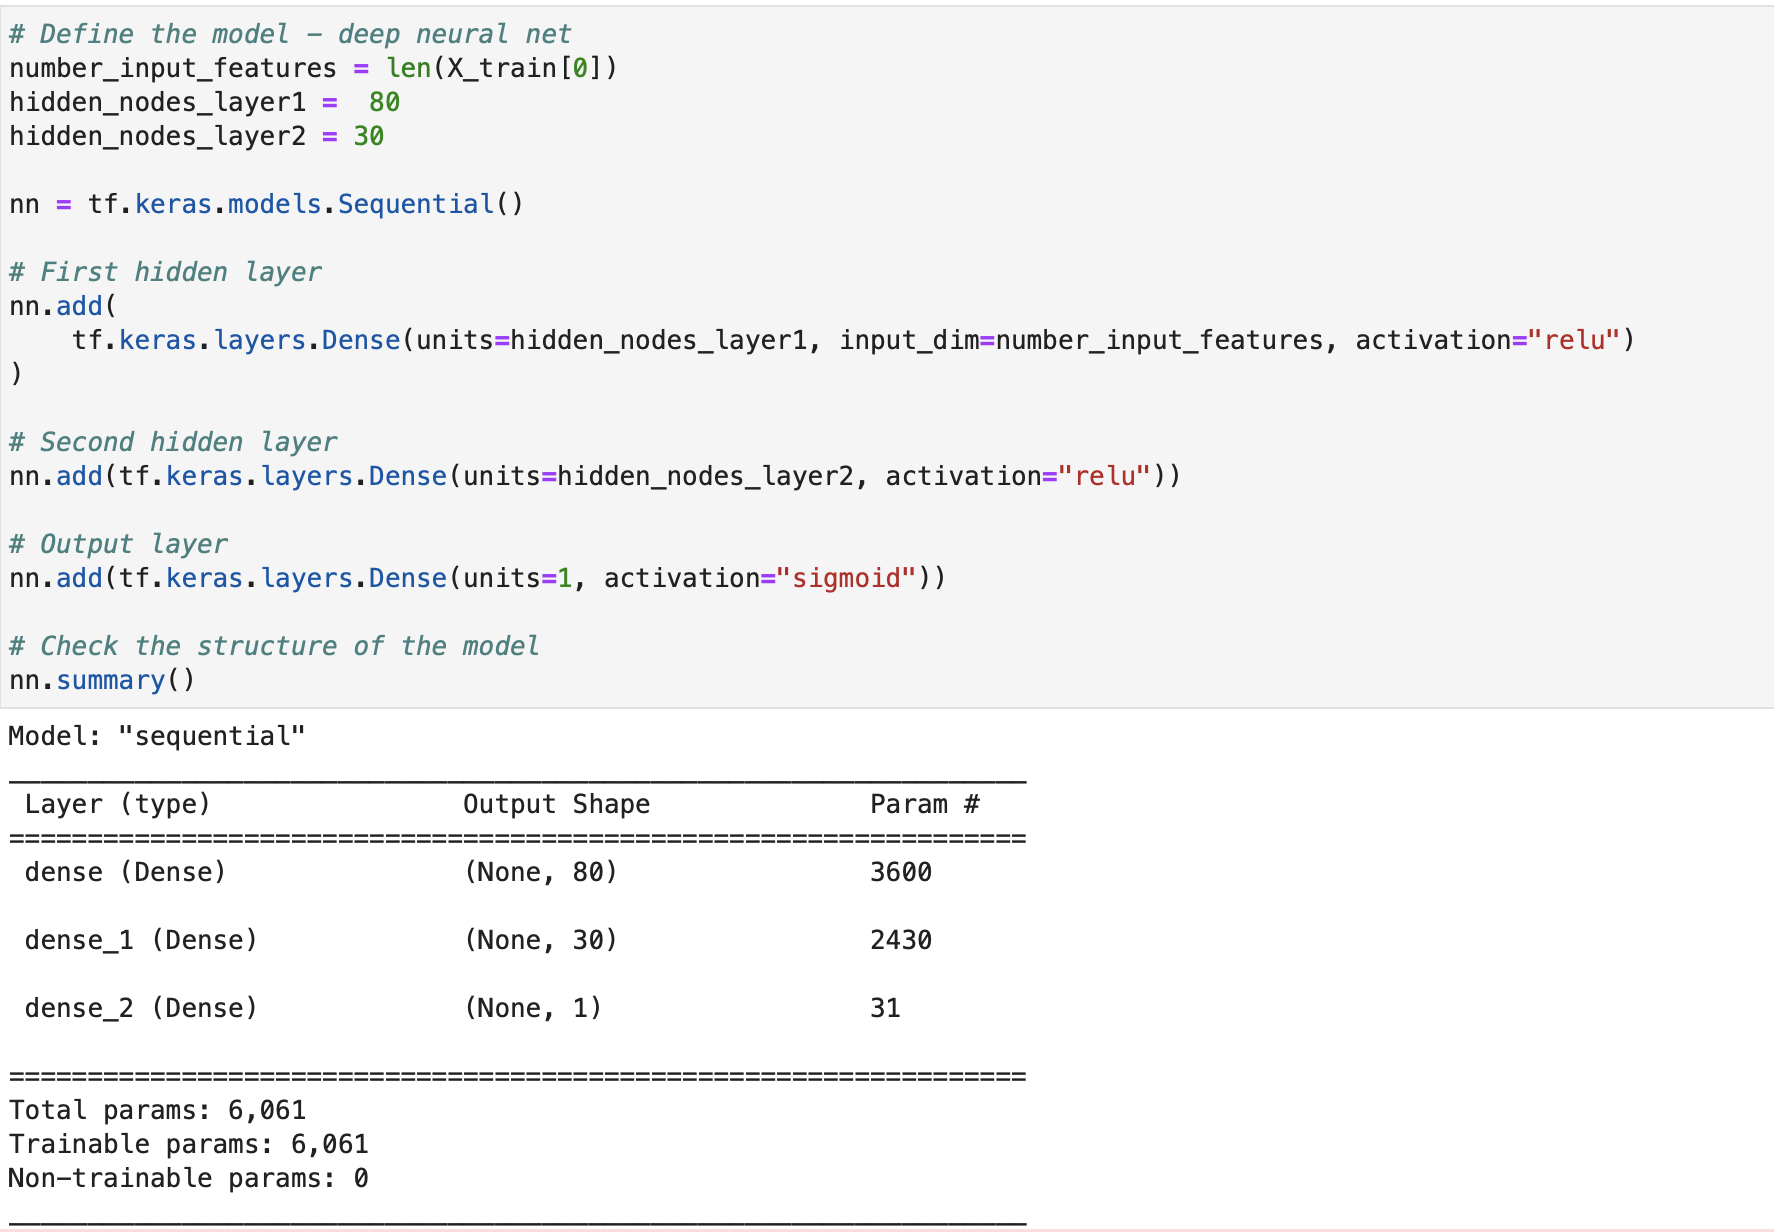 # Define the model - deep neural net
number_input_features = len(X_train[0])
hidden_nodes_layer1 =  80
hidden_nodes_layer2 = 30

nn = tf.keras.models.Sequential()

# First hidden layer
nn.add(
    tf.keras.layers.Dense(units=hidden_nodes_layer1, input_dim=number_input_features, activation="relu")
)

# Second hidden layer
nn.add(tf.keras.layers.Dense(units=hidden_nodes_layer2, activation="relu"))

# Output layer
nn.add(tf.keras.layers.Dense(units=1, activation="sigmoid"))

# Check the structure of the model
nn.summary()
Model: "sequential"
_________________________________________________________________
 Layer (type)                Output Shape              Param #
=================================================================
 dense (Dense)               (None, 80)                3600

 dense_1 (Dense)             (None, 30)                2430

 dense_2 (Dense)             (None, 1)                 31

=================================================================
Total params: 6,061
Trainable params: 6,061
Non-trainable params: 0
_________________________________________________________________